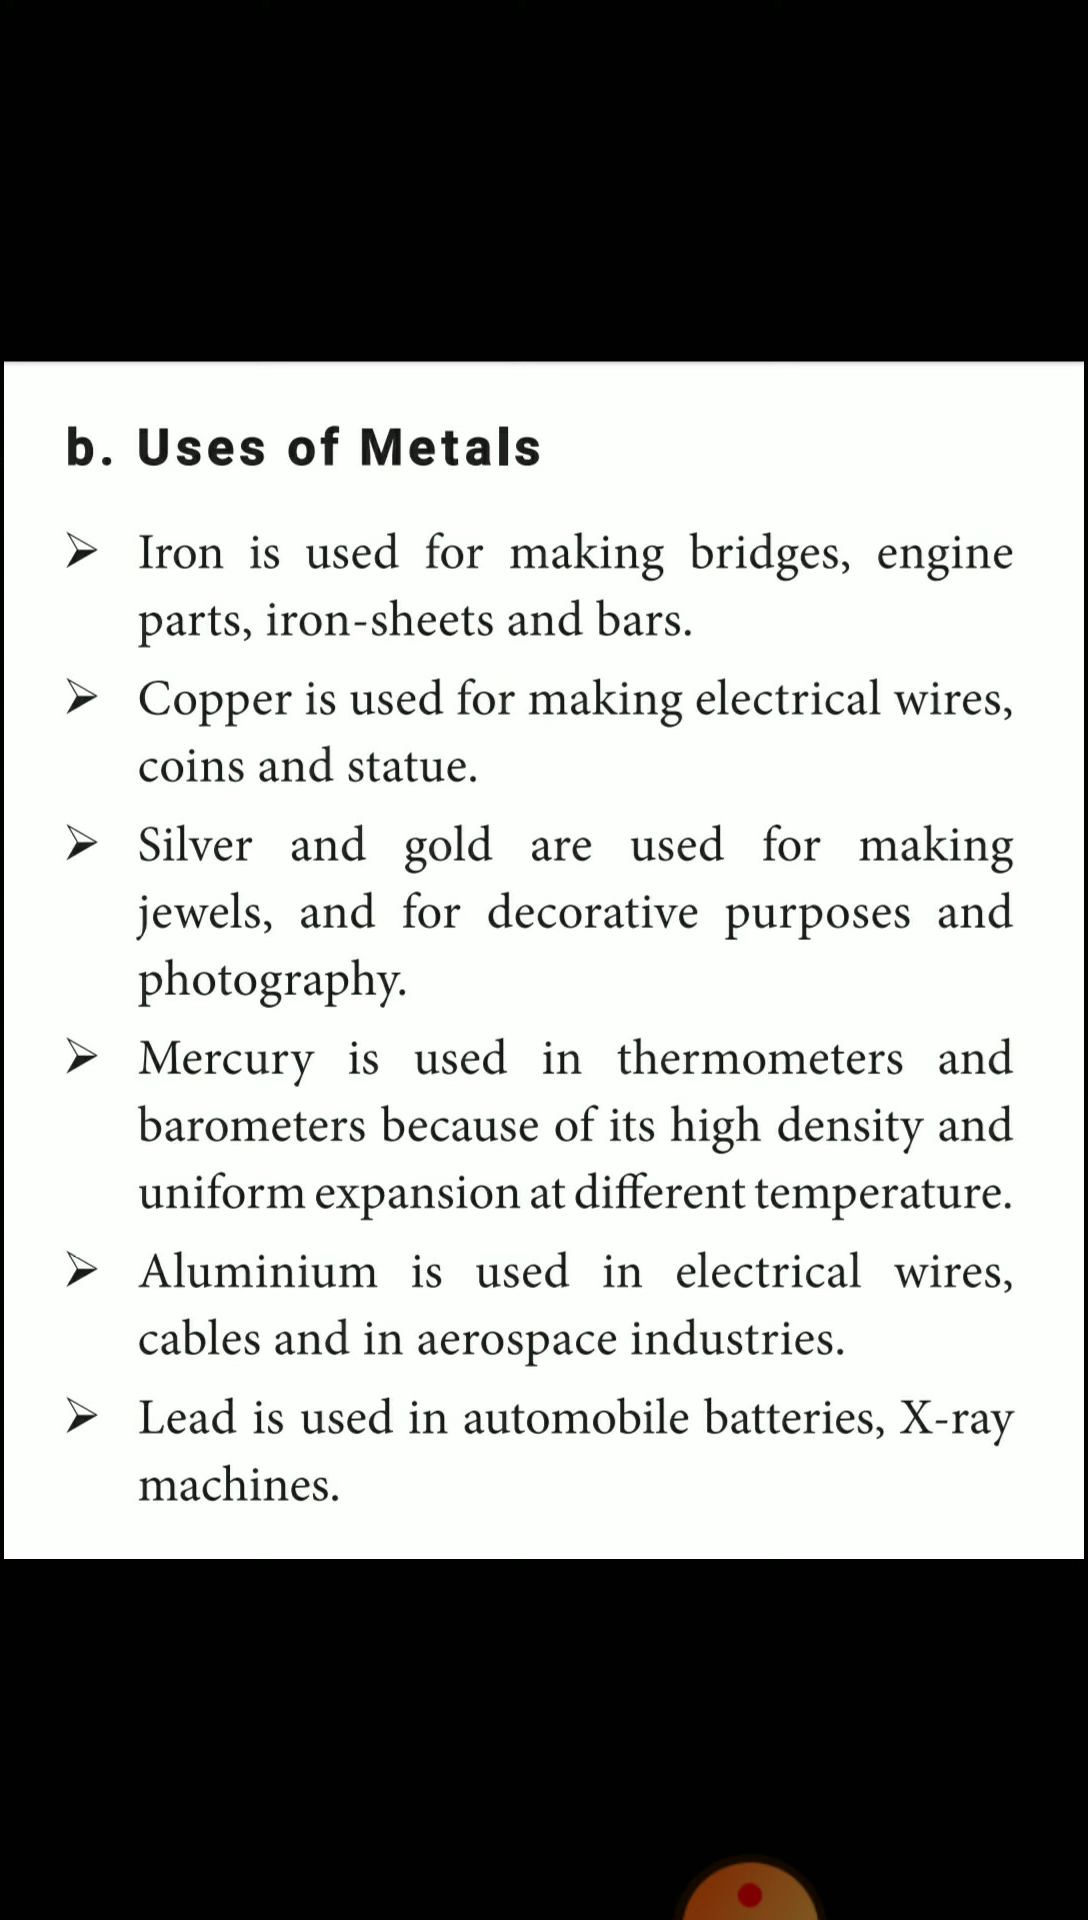 b. Uses of Metals
➢ Iron is used for making bridges, engine
parts, iron-sheets and bars.
➢ Copper is used for making electrical wires,
coins and statue.
➢ Silver and gold are used for making
jewels, and for decorative purposes and
photography.
➢ Mercury is used in thermometers and
barometers because of its high density and
uniform expansion at different temperature.
➢ Aluminium is used in electrical wires,
cables and in aerospace industries.
➢ Lead is used in automobile batteries, X-ray
machines.